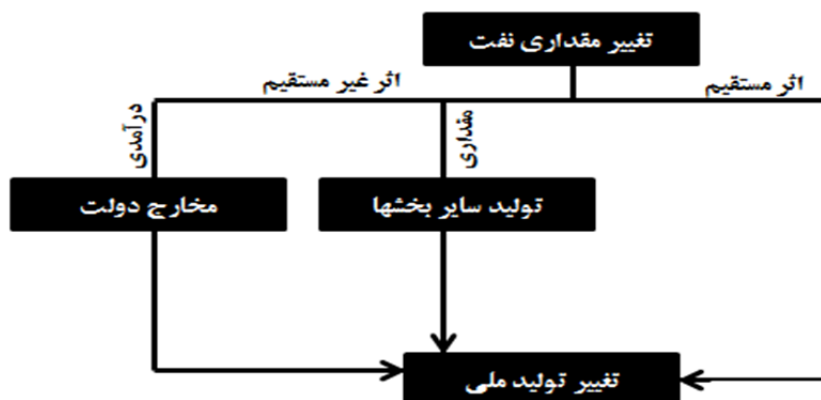 تغییر مقداری نفت
اثر مستقیم
اثر غیر مستقیم
مقداری
درآمدی
تولید سایر بخشها
مخارج دولت
تغییر تولید ملی